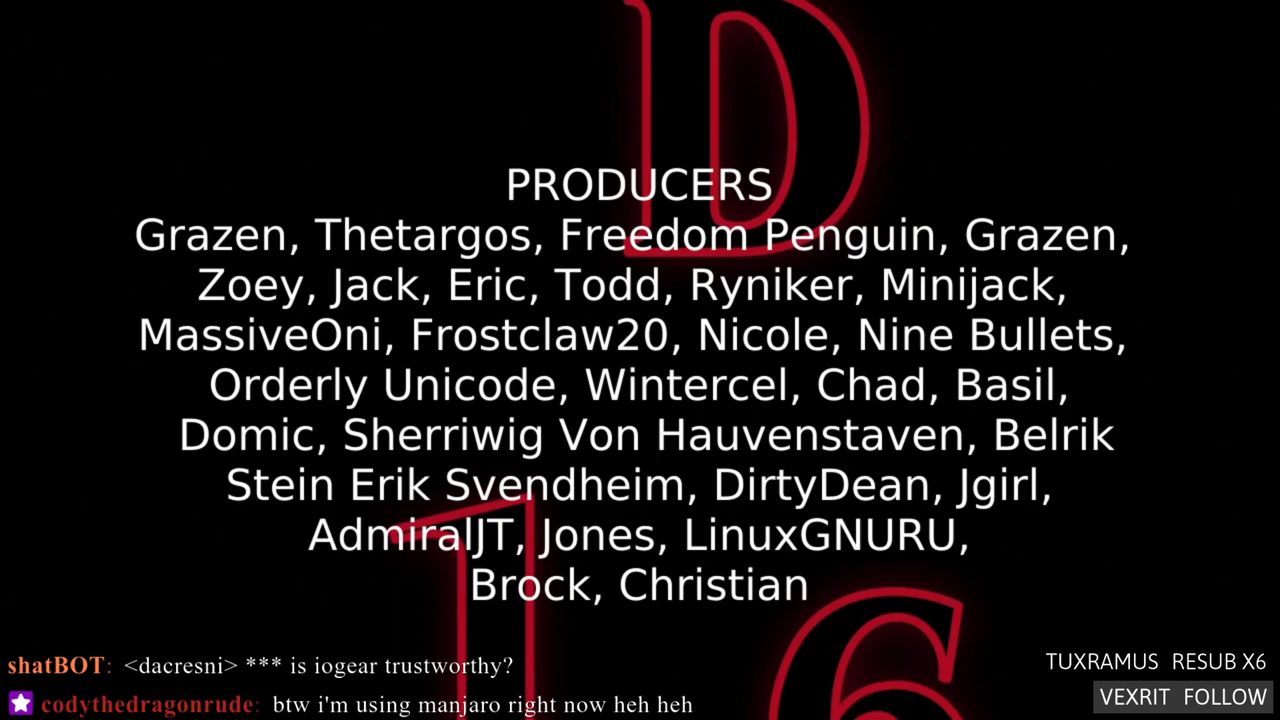 D
PRODUCERS
Grazen, Thetargos, Freedom Penguin, Grazen,
Zoey, Jack, Eric, Todd, Ryniker, Minijack,
MassiveOni, Frostclaw20, Nicole, Nine Bullets,
Orderly Unicode, Wintercel, Chad, Basil,
Domic, Sherriwig Von Hauvenstaven, Belrik
Stein Erik Svendheim, DirtyDean, Jgirl,
AdmiralJT, Jones, LinuxGNURU,
Brock, Christian
1 6
shatBOT: <dacresni> *** is iogear trustworthy?
codythedragonrude: btw i'm using manjaro right now heh heh
TUXRAMUS RESUB X6
VEXRIT FOLLOW